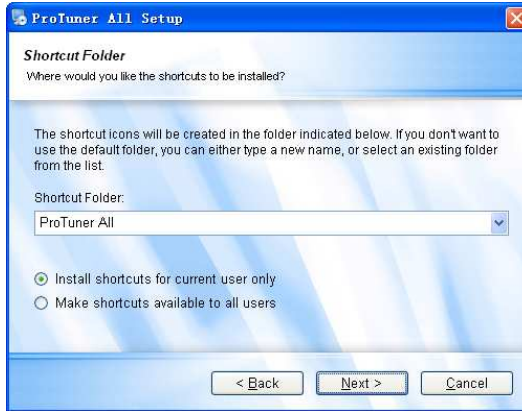 ProTuner All Setup
Shortcut Folder
Where would you like the shortcuts to be installed?
The shortcut icons will be created in the folder indicated below. If you don't want to
use the default folder, you can either type a new name, or select an existing folder
from the list.
Shortcut Folder:
ProTuner All
Install shortcuts for current user only
Make shortcuts available to all users
< Back
Next >
Cancel